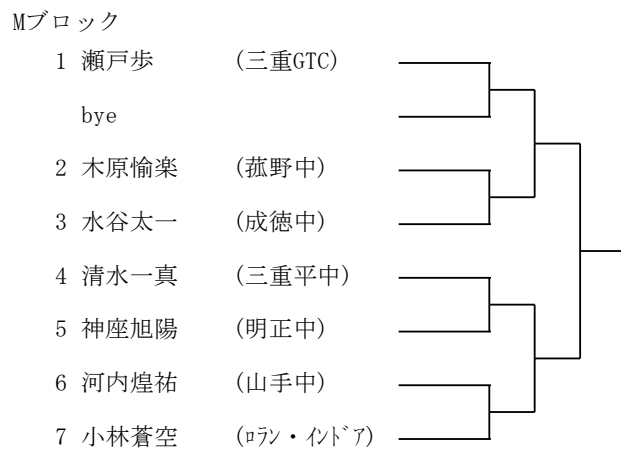 Mブロック
1 瀬戸歩 (三重GTC)
bye
2 木原愉楽 (菰野中)
3 水谷太一 (成徳中)
4 清水一真 (三重平中)
5 神座旭陽 (明正中)
6 河内煌祐 (山手中)
7 小林蒼空 (ﾛﾗﾝ・ｲﾝﾄﾞｱ)